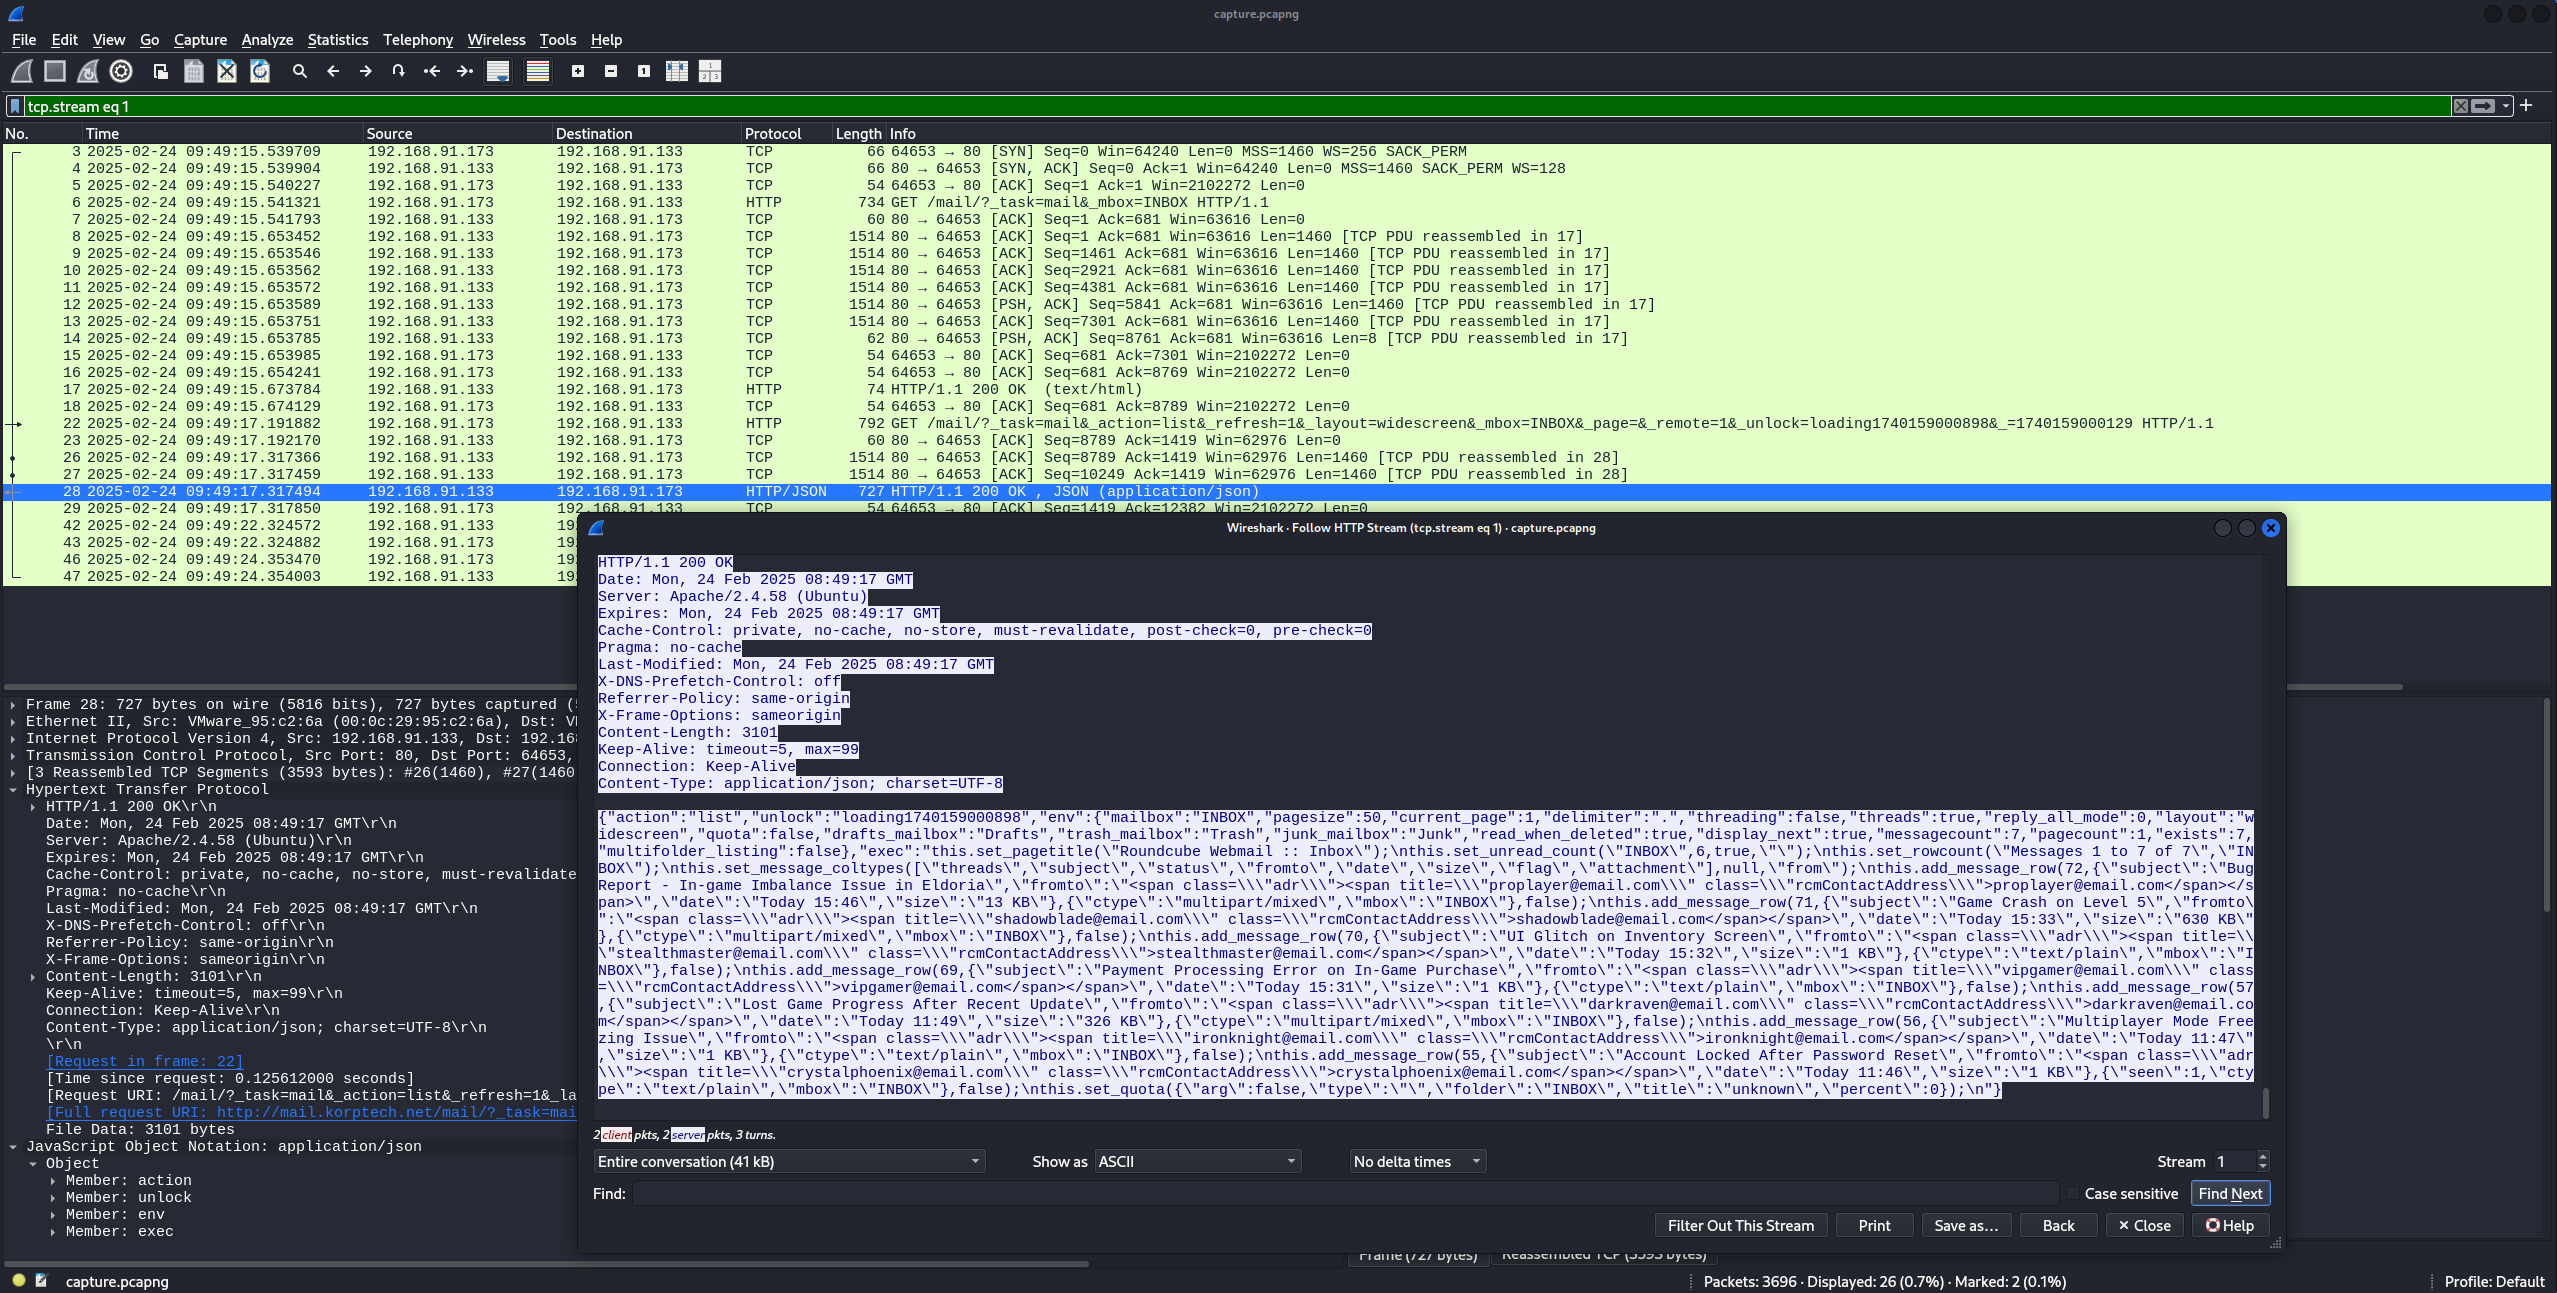 capture.pcapng
File Edit View Go Capture Analyze Statistics Telephony Wireless Tools Help
tcp.stream eq 1
No. Time Source Destination Protocol Length Info
3 2025-02-24 09:49:15.539709 192.168.91.173 192.168.91.133 TCP 66 64653 → 80 [SYN] Seq=0 Win=64240 Len=0 MSS=1460 WS=256 SACK_PERM
4 2025-02-24 09:49:15.539904 192.168.91.133 192.168.91.173 TCP 66 80 → 64653 [SYN, ACK] Seq=0 Ack=1 Win=64240 Len=0 MSS=1460 SACK_PERM WS=128
5 2025-02-24 09:49:15.540227 192.168.91.173 192.168.91.133 TCP 54 64653 → 80 [ACK] Seq=1 Ack=1 Win=2102272 Len=0
6 2025-02-24 09:49:15.541321 192.168.91.173 192.168.91.133 HTTP 734 GET /mail/?_task=mail&_mbox=INBOX HTTP/1.1
7 2025-02-24 09:49:15.541793 192.168.91.133 192.168.91.173 TCP 60 80 → 64653 [ACK] Seq=1 Ack=681 Win=63616 Len=0
8 2025-02-24 09:49:15.653452 192.168.91.133 192.168.91.173 TCP 1514 80 → 64653 [ACK] Seq=1 Ack=681 Win=63616 Len=1460 [TCP PDU reassembled in 17]
9 2025-02-24 09:49:15.653546 192.168.91.133 192.168.91.173 TCP 1514 80 → 64653 [ACK] Seq=1461 Ack=681 Win=63616 Len=1460 [TCP PDU reassembled in 17]
10 2025-02-24 09:49:15.653562 192.168.91.133 192.168.91.173 TCP 1514 80 → 64653 [ACK] Seq=2921 Ack=681 Win=63616 Len=1460 [TCP PDU reassembled in 17]
11 2025-02-24 09:49:15.653572 192.168.91.133 192.168.91.173 TCP 1514 80 → 64653 [ACK] Seq=4381 Ack=681 Win=63616 Len=1460 [TCP PDU reassembled in 17]
12 2025-02-24 09:49:15.653589 192.168.91.133 192.168.91.173 TCP 1514 80 → 64653 [PSH, ACK] Seq=5841 Ack=681 Win=63616 Len=1460 [TCP PDU reassembled in 17]
13 2025-02-24 09:49:15.653751 192.168.91.133 192.168.91.173 TCP 1514 80 → 64653 [ACK] Seq=7301 Ack=681 Win=63616 Len=1460 [TCP PDU reassembled in 17]
14 2025-02-24 09:49:15.653785 192.168.91.133 192.168.91.173 TCP 62 80 → 64653 [PSH, ACK] Seq=8761 Ack=681 Win=63616 Len=8 [TCP PDU reassembled in 17]
15 2025-02-24 09:49:15.653985 192.168.91.173 192.168.91.133 TCP 54 64653 → 80 [ACK] Seq=681 Ack=7301 Win=2102272 Len=0
16 2025-02-24 09:49:15.654241 192.168.91.173 192.168.91.133 TCP 54 64653 → 80 [ACK] Seq=681 Ack=8769 Win=2102272 Len=0
17 2025-02-24 09:49:15.673784 192.168.91.133 192.168.91.173 HTTP 74 HTTP/1.1 200 OK  (text/html)
18 2025-02-24 09:49:15.674129 192.168.91.173 192.168.91.133 TCP 54 64653 → 80 [ACK] Seq=681 Ack=8789 Win=2102272 Len=0
22 2025-02-24 09:49:17.191882 192.168.91.173 192.168.91.133 HTTP 792 GET /mail/?_task=mail&_action=list&_refresh=1&_layout=widescreen&_mbox=INBOX&_page=&_remote=1&_unlock=loading1740159000898&_=1740159000129 HTTP/1.1
23 2025-02-24 09:49:17.192170 192.168.91.133 192.168.91.173 TCP 60 80 → 64653 [ACK] Seq=8789 Ack=1419 Win=62976 Len=0
26 2025-02-24 09:49:17.317366 192.168.91.133 192.168.91.173 TCP 1514 80 → 64653 [ACK] Seq=8789 Ack=1419 Win=62976 Len=1460 [TCP PDU reassembled in 28]
27 2025-02-24 09:49:17.317459 192.168.91.133 192.168.91.173 TCP 1514 80 → 64653 [ACK] Seq=10249 Ack=1419 Win=62976 Len=1460 [TCP PDU reassembled in 28]
28 2025-02-24 09:49:17.317494 192.168.91.133 192.168.91.173 HTTP/JSON 727 HTTP/1.1 200 OK , JSON (application/json)
29 2025-02-24 09:49:17.317850 192.168.91.173 192.168.91.133 TCP 54 64653 → 80 [ACK] Seq=1419 Ack=12382 Win=2102272 Len=0
42 2025-02-24 09:49:22.324572 192.168.91.133 192
43 2025-02-24 09:49:22.324882 192.168.91.173 192
46 2025-02-24 09:49:24.353470 192.168.91.173 192
47 2025-02-24 09:49:24.354003 192.168.91.133 192
Frame 28: 727 bytes on wire (5816 bits), 727 bytes captured (
Ethernet II, Src: VMware_95:c2:6a (00:0c:29:95:c2:6a), Dst: V
Internet Protocol Version 4, Src: 192.168.91.133, Dst: 192.168
Transmission Control Protocol, Src Port: 80, Dst Port: 64653,
[3 Reassembled TCP Segments (3593 bytes): #26(1460), #27(1460
Hypertext Transfer Protocol
HTTP/1.1 200 OK\r\n
Date: Mon, 24 Feb 2025 08:49:17 GMT\r\n
Server: Apache/2.4.58 (Ubuntu)\r\n
Expires: Mon, 24 Feb 2025 08:49:17 GMT\r\n
Cache-Control: private, no-cache, no-store, must-revalidate
Pragma: no-cache\r\n
Last-Modified: Mon, 24 Feb 2025 08:49:17 GMT\r\n
X-DNS-Prefetch-Control: off\r\n
Referrer-Policy: same-origin\r\n
X-Frame-Options: sameorigin\r\n
Content-Length: 3101\r\n
Keep-Alive: timeout=5, max=99\r\n
Connection: Keep-Alive\r\n
Content-Type: application/json; charset=UTF-8\r\n
\r\n
[Request in frame: 22]
[Time since request: 0.125612000 seconds]
[Request URI: /mail/?_task=mail&_action=list&_refresh=1&_la
[Full request URI: http://mail.korptech.net/mail/?_task=mai
File Data: 3101 bytes
JavaScript Object Notation: application/json
Object
Member: action
Member: unlock
Member: env
Member: exec
Wireshark · Follow HTTP Stream (tcp.stream eq 1) · capture.pcapng
HTTP/1.1 200 OK
Date: Mon, 24 Feb 2025 08:49:17 GMT
Server: Apache/2.4.58 (Ubuntu)
Expires: Mon, 24 Feb 2025 08:49:17 GMT
Cache-Control: private, no-cache, no-store, must-revalidate, post-check=0, pre-check=0
Pragma: no-cache
Last-Modified: Mon, 24 Feb 2025 08:49:17 GMT
X-DNS-Prefetch-Control: off
Referrer-Policy: same-origin
X-Frame-Options: sameorigin
Content-Length: 3101
Keep-Alive: timeout=5, max=99
Connection: Keep-Alive
Content-Type: application/json; charset=UTF-8
{"action":"list","unlock":"loading1740159000898","env":{"mailbox":"INBOX","pagesize":50,"current_page":1,"delimiter":".","threading":false,"threads":true,"reply_all_mode":0,"layout":"w
idescreen","quota":false,"drafts_mailbox":"Drafts","trash_mailbox":"Trash","junk_mailbox":"Junk","read_when_deleted":true,"display_next":true,"messagecount":7,"pagecount":1,"exists":7,
"multifolder_listing":false},"exec":"this.set_pagetitle(\"Roundcube Webmail :: Inbox\");\nthis.set_unread_count(\"INBOX\",6,true,\"\");\nthis.set_rowcount(\"Messages 1 to 7 of 7\",\"IN
BOX\");\nthis.set_message_coltypes([\"threads\",\"subject\",\"status\",\"fromto\",\"date\",\"size\",\"flag\",\"attachment\"],null,\"from\");\nthis.add_message_row(72,{\"subject\":\"Bug
Report - In-game Imbalance Issue in Eldoria\",\"fromto\":\"<span class=\\\"adr\\\"><span title=\\\"proplayer@email.com\\\" class=\\\"rcmContactAddress\\\">proplayer@email.com</span></s
pan>\",\"date\":\"Today 15:46\",\"size\":\"13 KB\"},{\"ctype\":\"multipart/mixed\",\"mbox\":\"INBOX\"},false);\nthis.add_message_row(71,{\"subject\":\"Game Crash on Level 5\",\"fromto\
":\"<span class=\\\"adr\\\"><span title=\\\"shadowblade@email.com\\\" class=\\\"rcmContactAddress\\\">shadowblade@email.com</span></span>\",\"date\":\"Today 15:33\",\"size\":\"630 KB\"
},{\"ctype\":\"multipart/mixed\",\"mbox\":\"INBOX\"},false);\nthis.add_message_row(70,{\"subject\":\"UI Glitch on Inventory Screen\",\"fromto\":\"<span class=\\\"adr\\\"><span title=\\
\"stealthmaster@email.com\\\" class=\\\"rcmContactAddress\\\">stealthmaster@email.com</span></span>\",\"date\":\"Today 15:32\",\"size\":\"1 KB\"},{\"ctype\":\"text/plain\",\"mbox\":\"I
NBOX\"},false);\nthis.add_message_row(69,{\"subject\":\"Payment Processing Error on In-Game Purchase\",\"fromto\":\"<span class=\\\"adr\\\"><span title=\\\"vipgamer@email.com\\\" class
=\\\"rcmContactAddress\\\">vipgamer@email.com</span></span>\",\"date\":\"Today 15:31\",\"size\":\"1 KB\"},{\"ctype\":\"text/plain\",\"mbox\":\"INBOX\"},false);\nthis.add_message_row(57
,{\"subject\":\"Lost Game Progress After Recent Update\",\"fromto\":\"<span class=\\\"adr\\\"><span title=\\\"darkraven@email.com\\\" class=\\\"rcmContactAddress\\\">darkraven@email.co
m</span></span>\",\"date\":\"Today 11:49\",\"size\":\"326 KB\"},{\"ctype\":\"multipart/mixed\",\"mbox\":\"INBOX\"},false);\nthis.add_message_row(56,{\"subject\":\"Multiplayer Mode Free
zing Issue\",\"fromto\":\"<span class=\\\"adr\\\"><span title=\\\"ironknight@email.com\\\" class=\\\"rcmContactAddress\\\">ironknight@email.com</span></span>\",\"date\":\"Today 11:47\"
,\"size\":\"1 KB\"},{\"ctype\":\"text/plain\",\"mbox\":\"INBOX\"},false);\nthis.add_message_row(55,{\"subject\":\"Account Locked After Password Reset\",\"fromto\":\"<span class=\\\"adr
\\\"><span title=\\\"crystalphoenix@email.com\\\" class=\\\"rcmContactAddress\\\">crystalphoenix@email.com</span></span>\",\"date\":\"Today 11:46\",\"size\":\"1 KB\"},{\"seen\":1,\"cty
pe\":\"text/plain\",\"mbox\":\"INBOX\"},false);\nthis.set_quota({\"arg\":false,\"type\":\"\",\"folder\":\"INBOX\",\"title\":\"unknown\",\"percent\":0});\n"}
2 client pkts, 2 server pkts, 3 turns.
Entire conversation (41 kB) Show as ASCII No delta times Stream 1
Find: Case sensitive Find Next
Filter Out This Stream Print Save as… Back Close Help
Frame (727 bytes) Reassembled TCP (3593 bytes)
capture.pcapng Packets: 3696 · Displayed: 26 (0.7%) · Marked: 2 (0.1%) Profile: Default